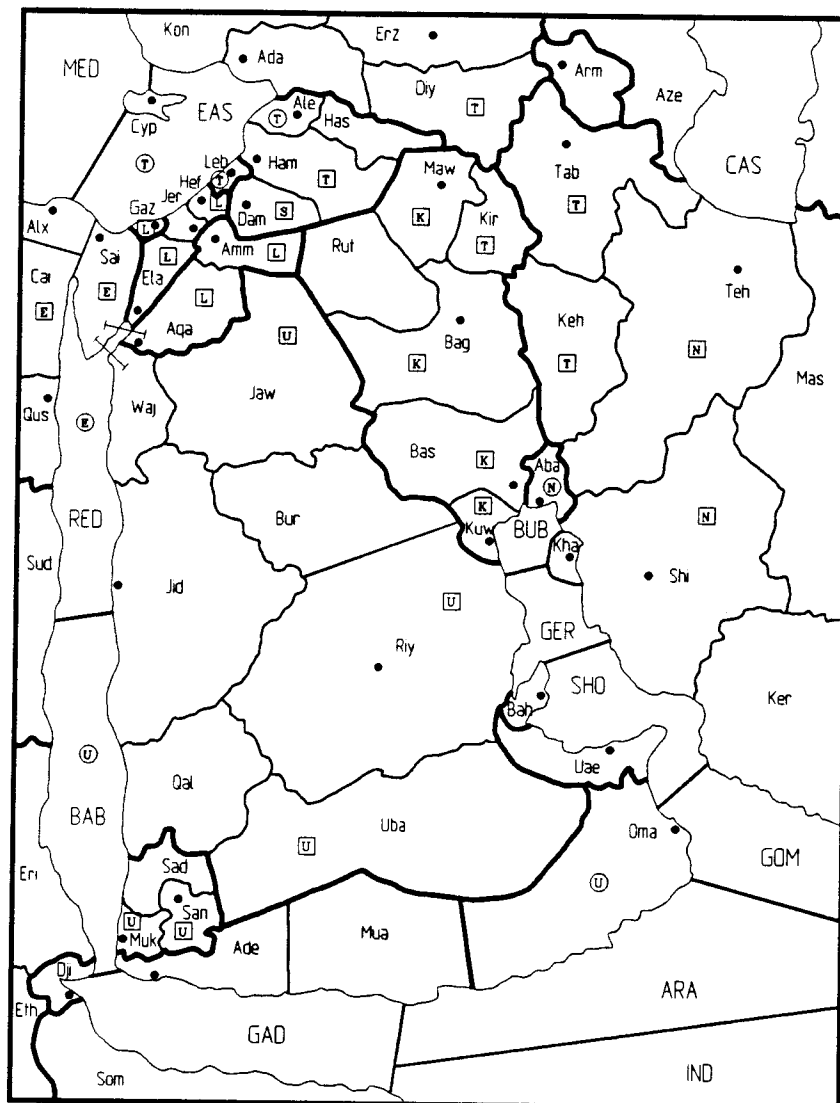 Kon
Erz
Ada
MED
Arm
Diy
T
Aze
EAS
Ale
T
Has
Cyp
CAS
T
Leb
T
Ham
T
Maw
Tab
T
Hef
Jer
L
Kir
T
K
Alx
Gaz
L
Dam
S
Sai
E
Amm
L
Rut
Cai
E
L
Ela
Teh
L
Aqa
U
Keh
T
Bag
K
N
Mas
Qus
E
Waj
Jaw
Bas
K
Aba
N
K
Kuw
BUB
Kha
N
RED
Bur
Sud
Jid
Shi
U
Riy
GER
SHO
Ker
Bah
U
Qal
Uae
BAB
Uba
U
Oma
GOM
Eri
Sad
U
San
U
Muk
U
Ade
Mua
Dji
Eth
ARA
GAD
Som
IND